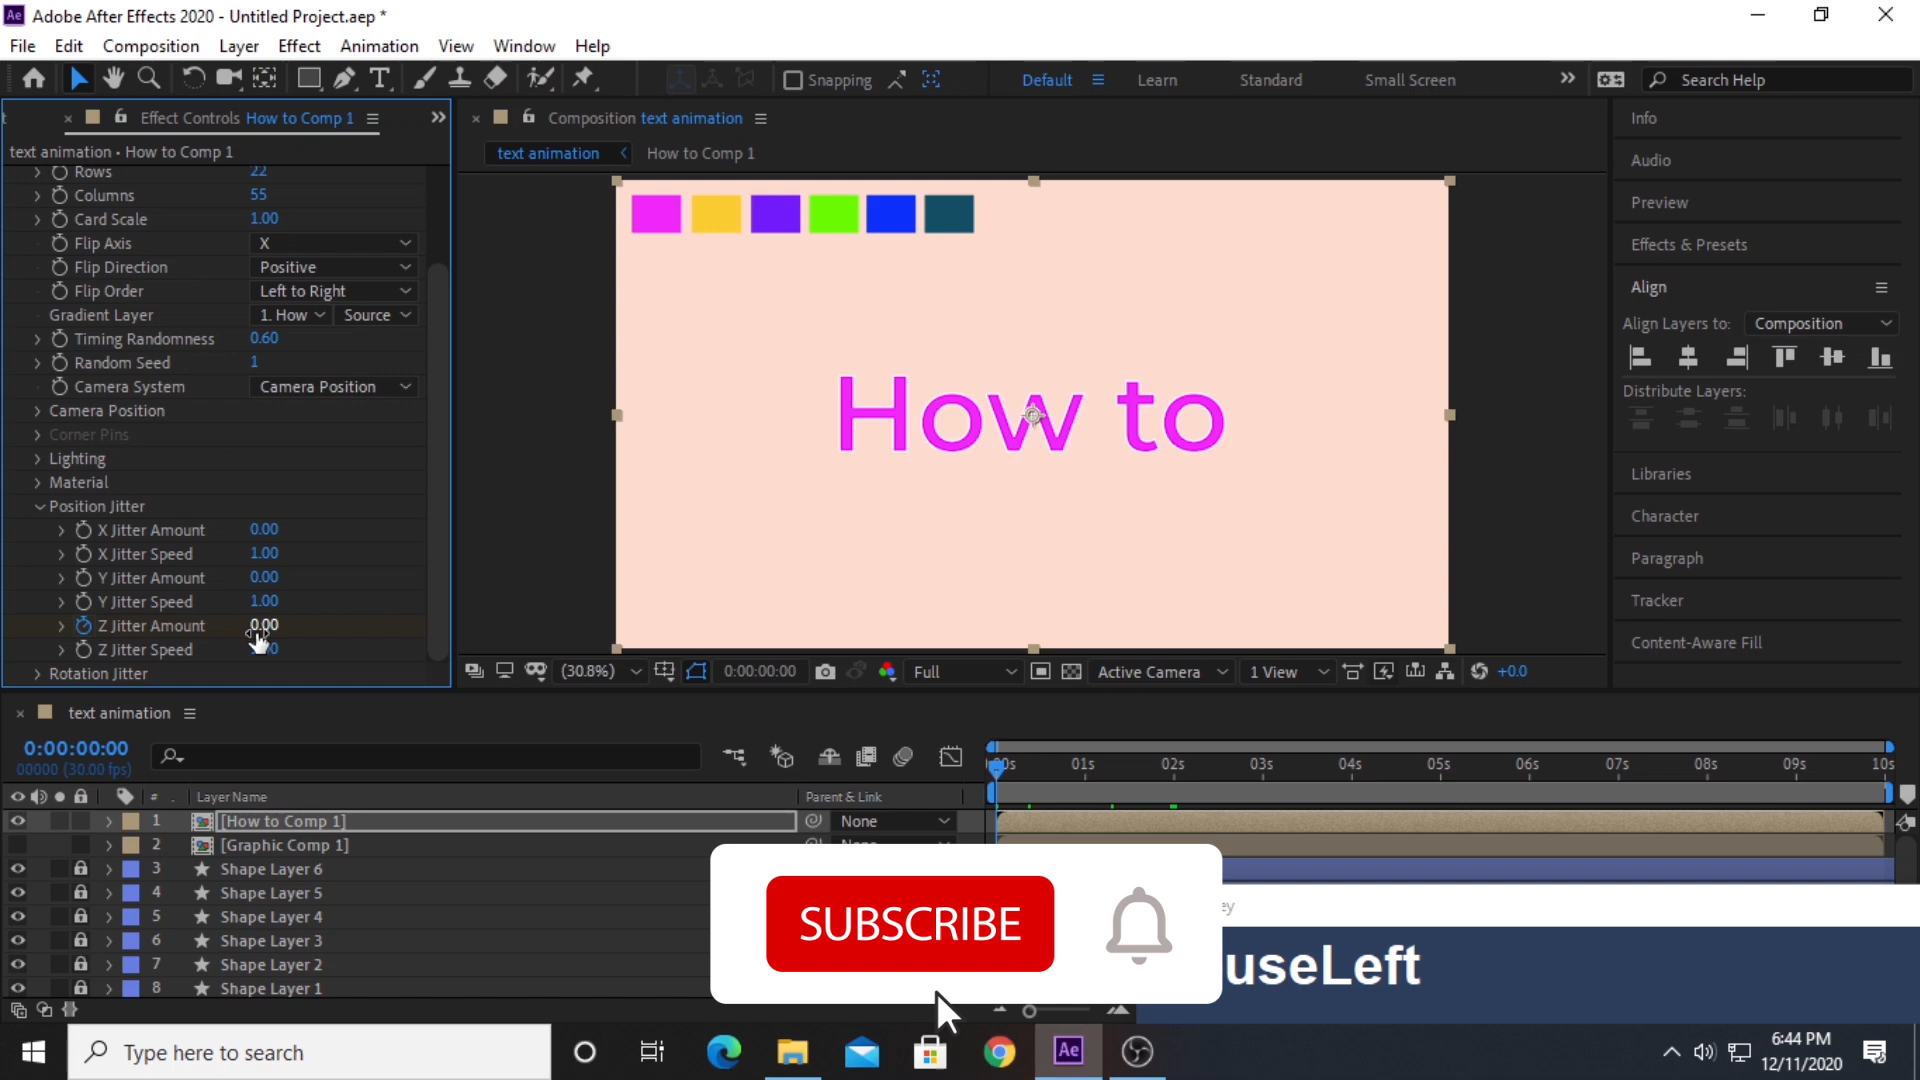 Ae Adobe After Effects 2020 - Untitled Project.aep *
File Edit Composition Layer Effect Animation View Window Help
Snapping Default Learn Standard Small Screen Search Help
Effect Controls How to Comp 1
Composition text animation
text animation • How to Comp 1
text animation How to Comp 1
Rows 22
Columns 55
Card Scale 1.00
Flip Axis X
Flip Direction Positive
Flip Order Left to Right
Gradient Layer 1. How Source
Timing Randomness 0.60
Random Seed 1
Camera System Camera Position
Camera Position
Corner Pins
Lighting
Material
Position Jitter
X Jitter Amount 0.00
X Jitter Speed 1.00
Y Jitter Amount 0.00
Y Jitter Speed 1.00
Z Jitter Amount 0.00
Z Jitter Speed
Rotation Jitter
How to
(30.8%) 0:00:00:00 Full Active Camera 1 View +0.0
Info
Audio
Preview
Effects & Presets
Align
Align Layers to: Composition
Distribute Layers:
Libraries
Character
Paragraph
Tracker
Content-Aware Fill
text animation
0:00:00:00
00000 (30.00 fps)
01s 02s 03s 04s 05s 06s 07s 08s 09s 10s
# Layer Name Parent & Link
1 [How to Comp 1] None
2 [Graphic Comp 1]
3 Shape Layer 6
4 Shape Layer 5
5 Shape Layer 4
6 Shape Layer 3
7 Shape Layer 2
8 Shape Layer 1
SUBSCRIBE
ey
useLeft
Type here to search
Ae
6:44 PM
12/11/2020